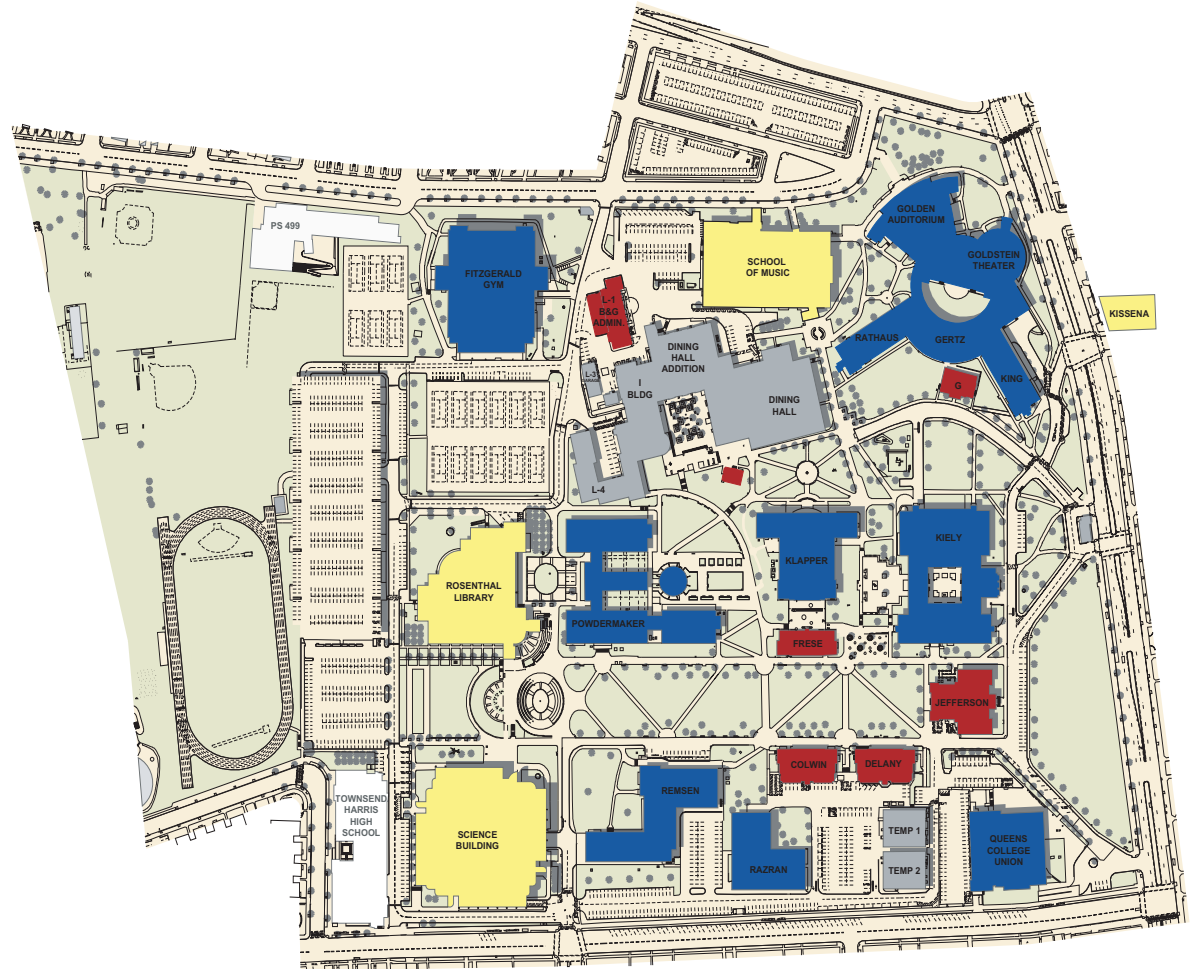 GOLDEN
AUDITORIUM
PS 499
GOLDSTEIN
THEATER
SCHOOL
OF MUSIC
FITZGERALD
GYM
L-1
B&G
ADMIN.
KISSENA
RATHAUS
GERTZ
DINING
HALL
ADDITION
L-3
I
BLDG
KING
G
DINING
HALL
L-4
KIELY
KLAPPER
ROSENTHAL
LIBRARY
POWDERMAKER
FRESE
JEFFERSON
COLWIN
DELANY
REMSEN
TOWNSEND
HARRIS
HIGH
SCHOOL
SCIENCE
BUILDING
TEMP 1
QUEENS
COLLEGE
UNION
RAZRAN
TEMP 2